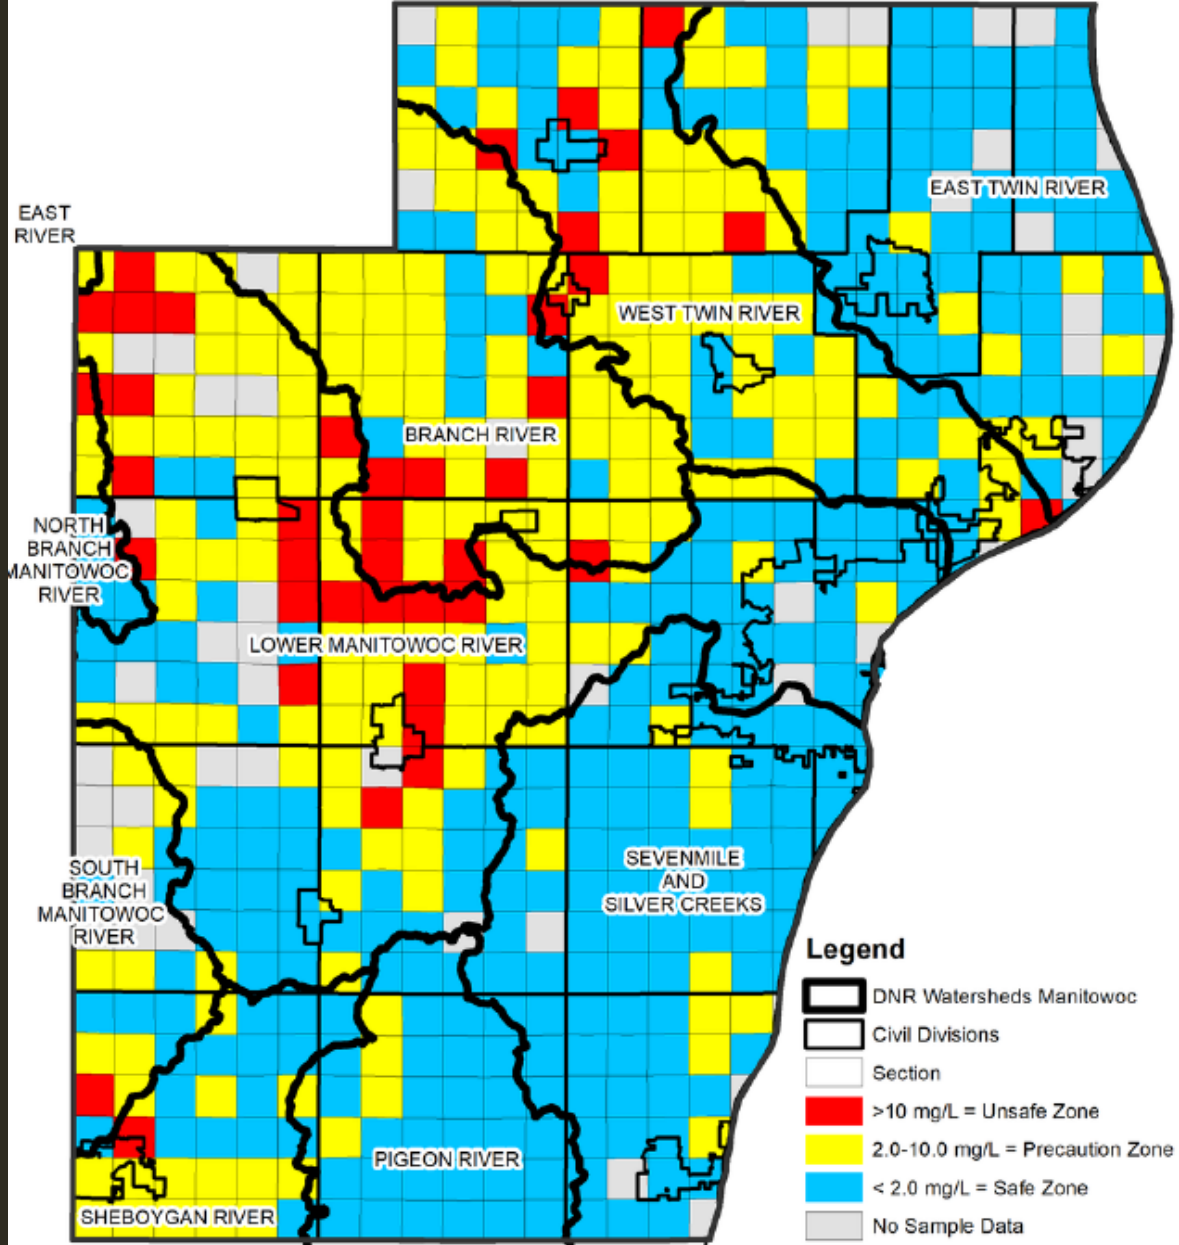 EAST TWIN RIVER
EAST
RIVER
WEST TWIN RIVER
BRANCH RIVER
NORTH
BRANCH
MANITOWOC
RIVER
LOWER MANITOWOC RIVER
SOUTH
BRANCH
MANITOWOC
RIVER
SEVENMILE
AND
SILVER CREEKS
PIGEON RIVER
SHEBOYGAN RIVER
Legend
DNR Watersheds Manitowoc
Civil Divisions
Section
>10 mg/L = Unsafe Zone
2.0-10.0 mg/L = Precaution Zone
< 2.0 mg/L = Safe Zone
No Sample Data